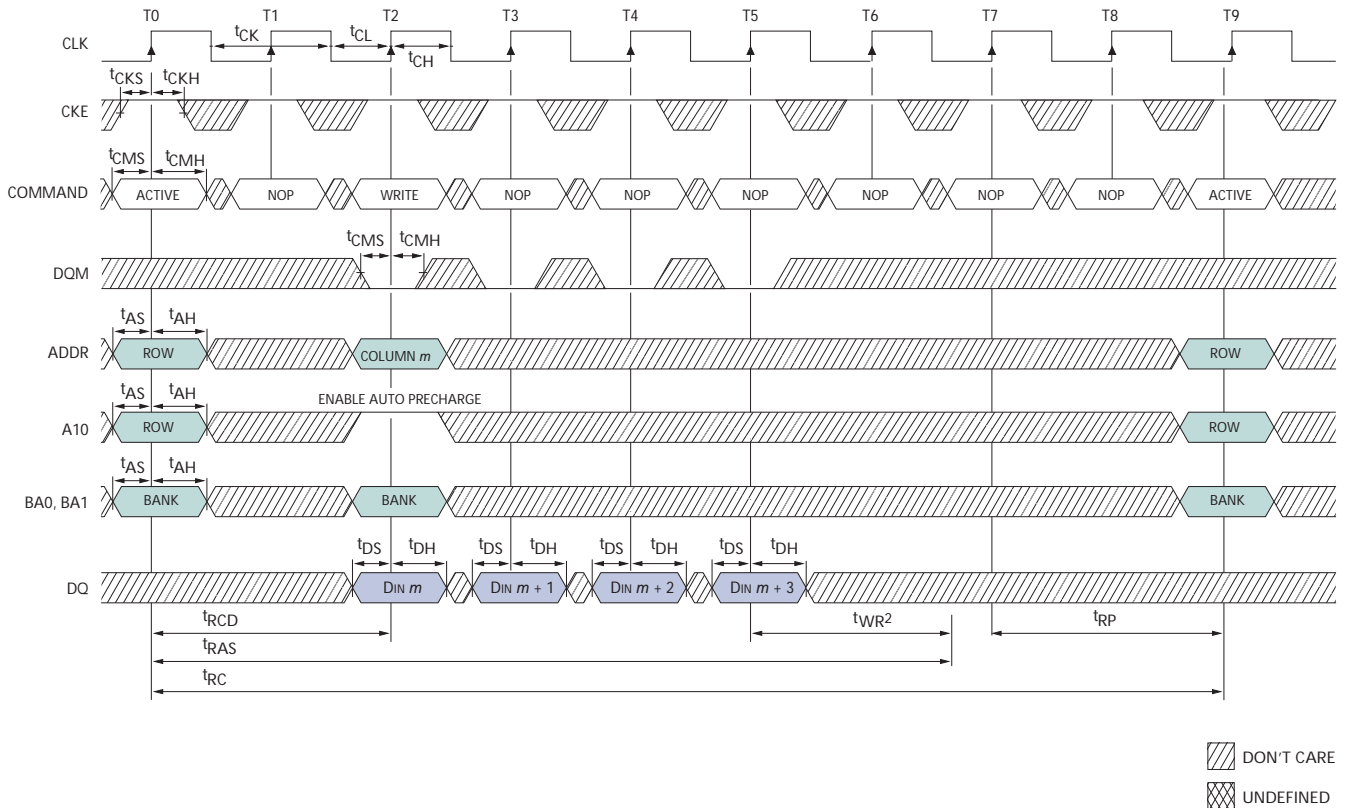 T0 T1 T2 T3 T4 T5 T6 T7 T8 T9
CLK tCK tCL tCH
tCKS tCKH
CKE
tCMS tCMH
COMMAND ACTIVE NOP WRITE NOP NOP NOP NOP NOP NOP ACTIVE
tCMS tCMH
DQM
tAS tAH
ADDR ROW COLUMN m ROW
tAS tAH ENABLE AUTO PRECHARGE
A10 ROW ROW
tAS tAH
BA0, BA1 BANK BANK BANK
tDS tDH tDS tDH tDS tDH tDS tDH
DQ DIN m DIN m + 1 DIN m + 2 DIN m + 3
tRCD tWR2 tRP
tRAS
tRC
DON'T CARE
UNDEFINED